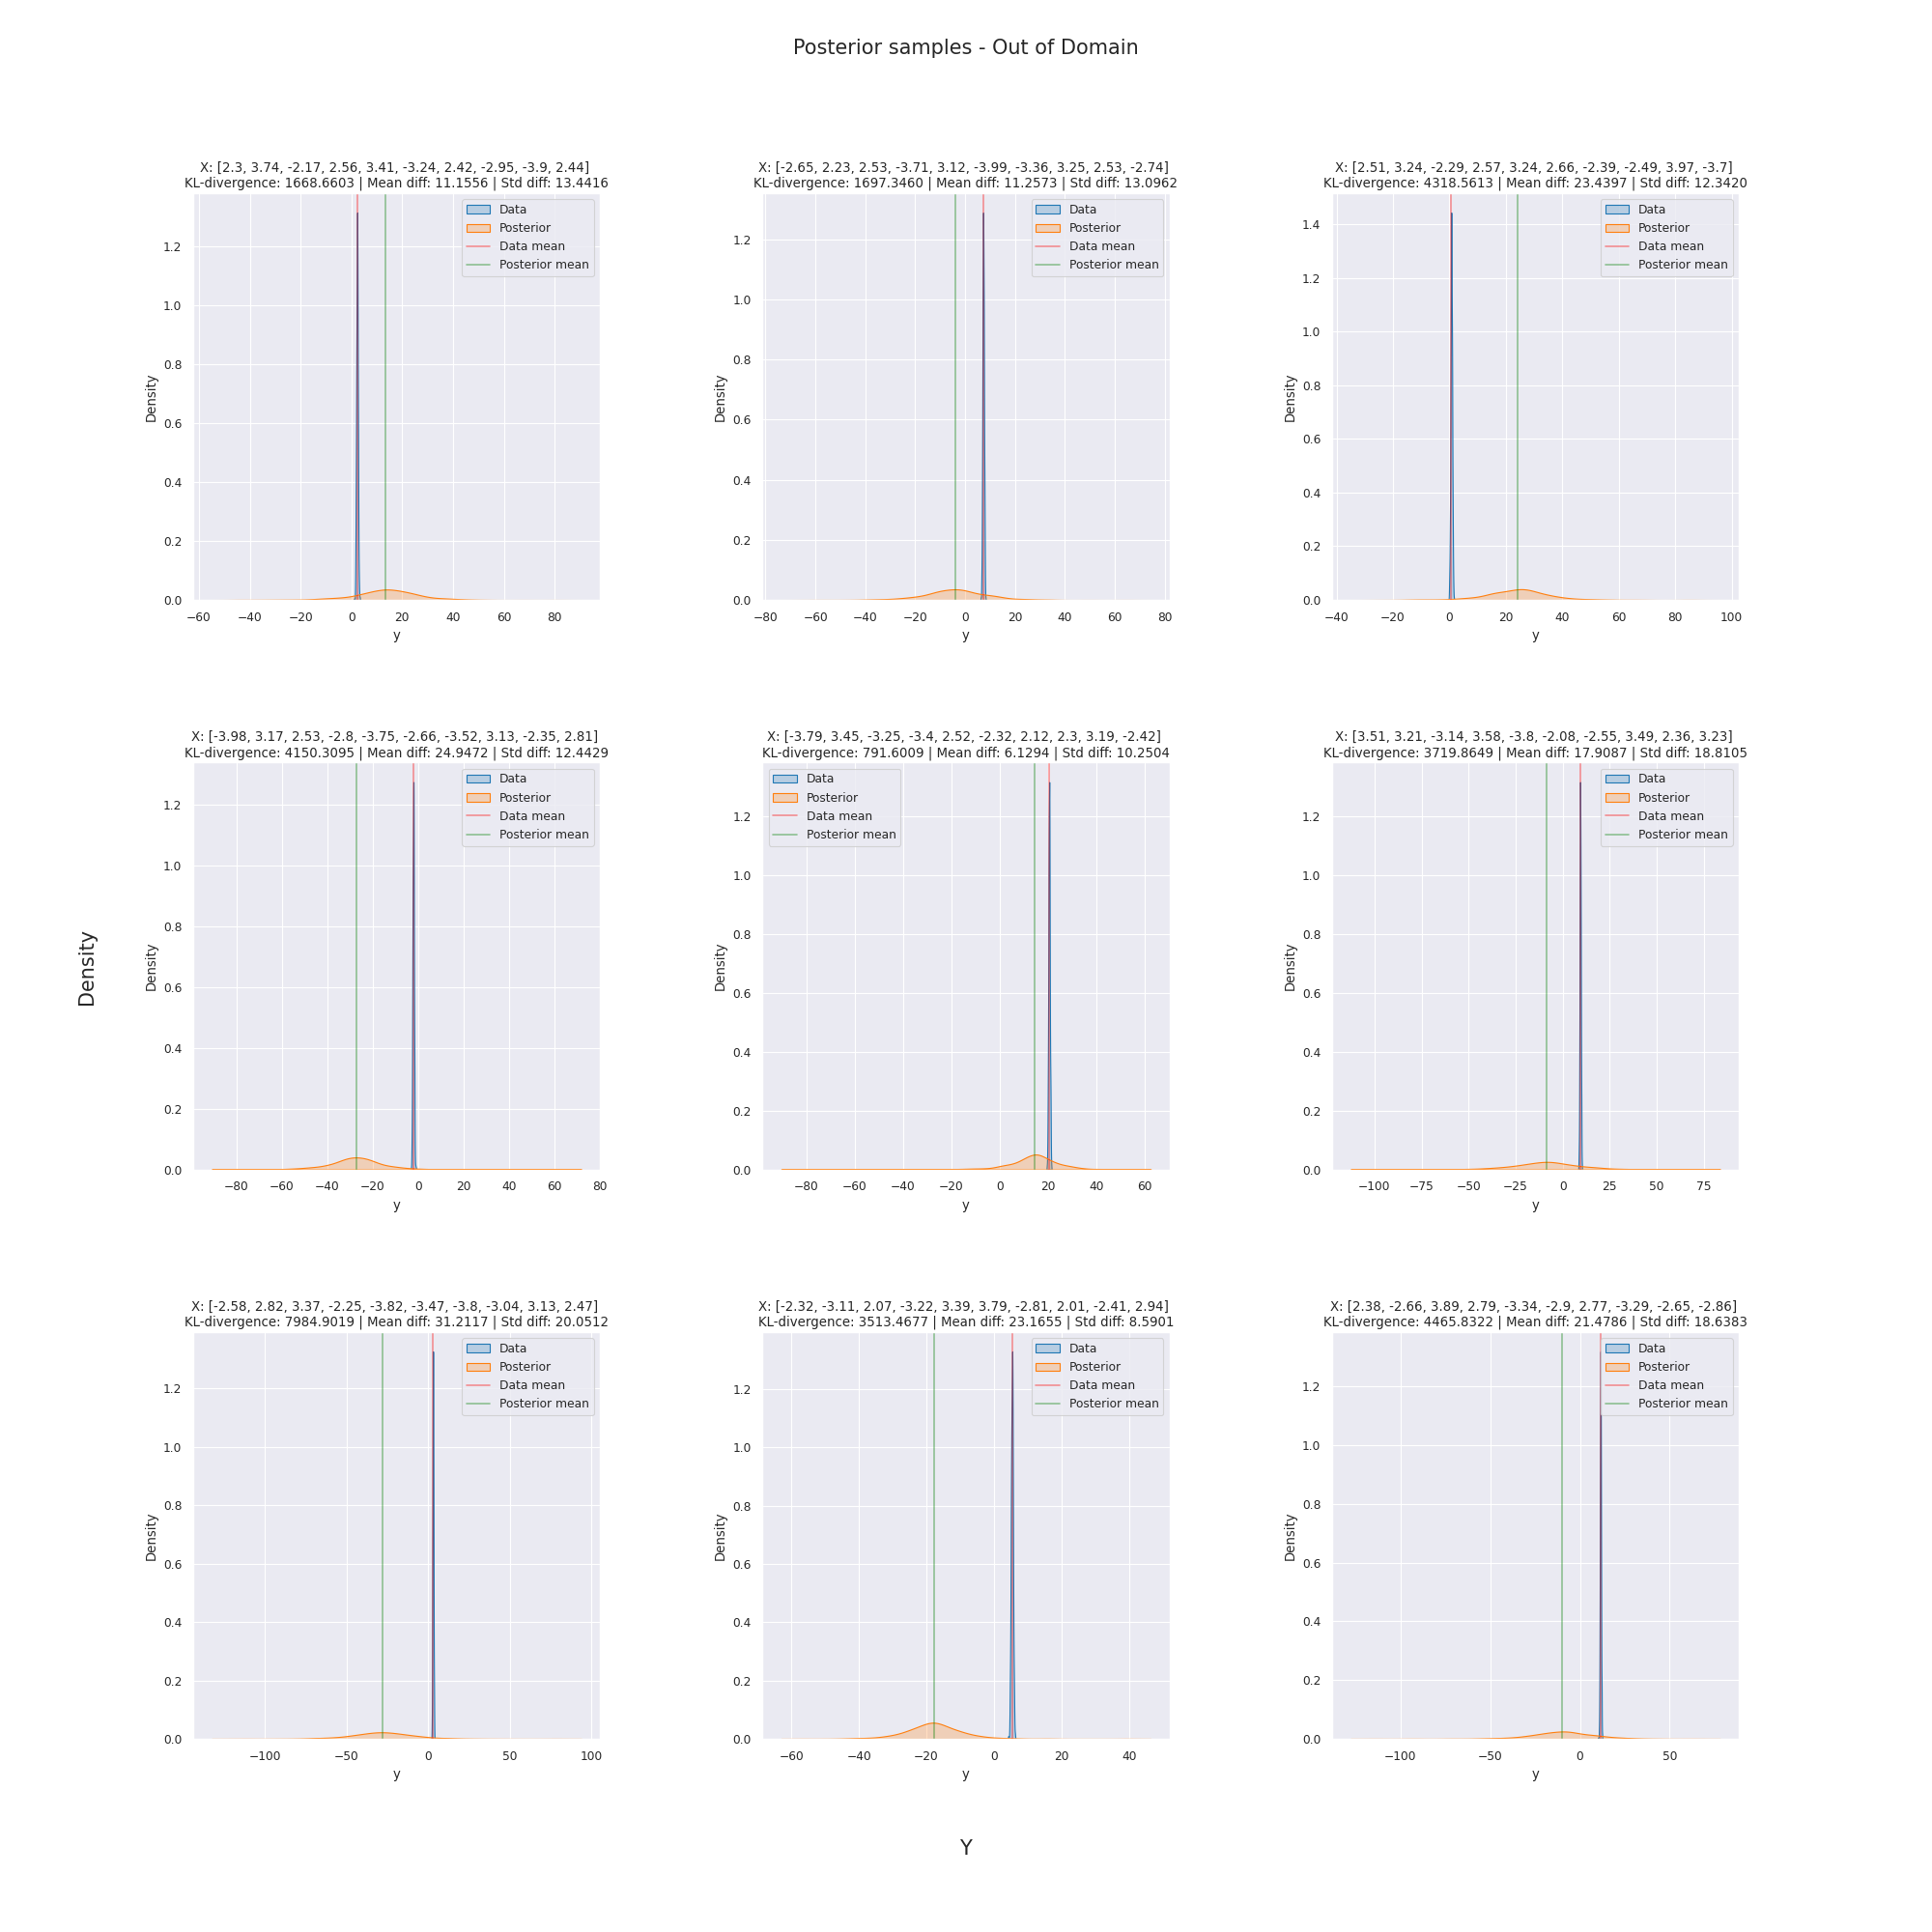 Posterior samples - Out of Domain
X: [2.3, 3.74, -2.17, 2.56, 3.41, -3.24, 2.42, -2.95, -3.9, 2.44]
KL-divergence: 1668.6603 | Mean diff: 11.1556 | Std diff: 13.4416
Data
Posterior
Data mean
Posterior mean
1.2
1.0
0.8
0.6
0.4
0.2
0.0
Density
−60 −40 −20 0 20 40 60 80
y
X: [-2.65, 2.23, 2.53, -3.71, 3.12, -3.99, -3.36, 3.25, 2.53, -2.74]
KL-divergence: 1697.3460 | Mean diff: 11.2573 | Std diff: 13.0962
Data
Posterior
Data mean
Posterior mean
1.2
1.0
0.8
0.6
0.4
0.2
0.0
Density
−80 −60 −40 −20 0 20 40 60 80
y
X: [2.51, 3.24, -2.29, 2.57, 3.24, 2.66, -2.39, -2.49, 3.97, -3.7]
KL-divergence: 4318.5613 | Mean diff: 23.4397 | Std diff: 12.3420
Data
Posterior
Data mean
Posterior mean
1.4
1.2
1.0
0.8
0.6
0.4
0.2
0.0
Density
−40 −20 0 20 40 60 80 100
y
X: [-3.98, 3.17, 2.53, -2.8, -3.75, -2.66, -3.52, 3.13, -2.35, 2.81]
KL-divergence: 4150.3095 | Mean diff: 24.9472 | Std diff: 12.4429
Data
Posterior
Data mean
Posterior mean
1.2
1.0
0.8
0.6
0.4
0.2
0.0
Density
−80 −60 −40 −20 0 20 40 60 80
y
X: [-3.79, 3.45, -3.25, -3.4, 2.52, -2.32, 2.12, 2.3, 3.19, -2.42]
KL-divergence: 791.6009 | Mean diff: 6.1294 | Std diff: 10.2504
Data
Posterior
Data mean
Posterior mean
1.2
1.0
0.8
0.6
0.4
0.2
0.0
Density
−80 −60 −40 −20 0 20 40 60
y
X: [3.51, 3.21, -3.14, 3.58, -3.8, -2.08, -2.55, 3.49, 2.36, 3.23]
KL-divergence: 3719.8649 | Mean diff: 17.9087 | Std diff: 18.8105
Data
Posterior
Data mean
Posterior mean
1.2
1.0
0.8
0.6
0.4
0.2
0.0
Density
−100 −75 −50 −25 0 25 50 75
y
Density
X: [-2.58, 2.82, 3.37, -2.25, -3.82, -3.47, -3.8, -3.04, 3.13, 2.47]
KL-divergence: 7984.9019 | Mean diff: 31.2117 | Std diff: 20.0512
Data
Posterior
Data mean
Posterior mean
1.2
1.0
0.8
0.6
0.4
0.2
0.0
Density
−100 −50 0 50 100
y
X: [-2.32, -3.11, 2.07, -3.22, 3.39, 3.79, -2.81, 2.01, -2.41, 2.94]
KL-divergence: 3513.4677 | Mean diff: 23.1655 | Std diff: 8.5901
Data
Posterior
Data mean
Posterior mean
1.2
1.0
0.8
0.6
0.4
0.2
0.0
Density
−60 −40 −20 0 20 40
y
X: [2.38, -2.66, 3.89, 2.79, -3.34, -2.9, 2.77, -3.29, -2.65, -2.86]
KL-divergence: 4465.8322 | Mean diff: 21.4786 | Std diff: 18.6383
Data
Posterior
Data mean
Posterior mean
1.2
1.0
0.8
0.6
0.4
0.2
0.0
Density
−100 −50 0 50
y
Y